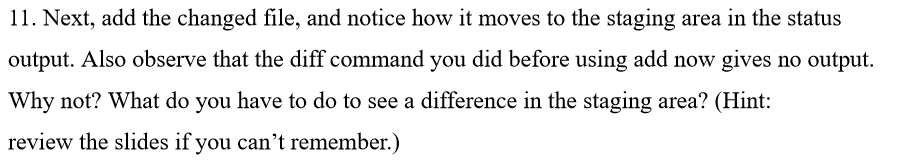 11. Next, add the changed file, and notice how it moves to the staging area in the status
output. Also observe that the diff command you did before using add now gives no output.
Why not? What do you have to do to see a difference in the staging area? (Hint:
review the slides if you can’t remember.)